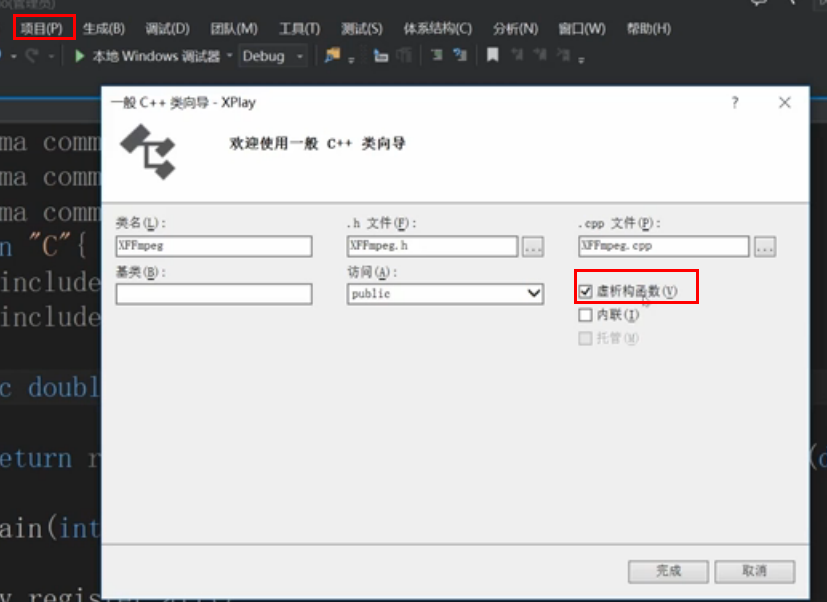 (管理员)
项目(P) 生成(B) 调试(D) 团队(M) 工具(T) 测试(S) 体系结构(C) 分析(N) 窗口(W) 帮助(H)
本地 Windows 调试器 Debug
一般 C++ 类向导 - XPlay ?
欢迎使用一般 C++ 类向导
ma comm
ma comm
ma comm
n "C"{
include
include
c doubl
eturn r
(c
ain(int
类名(L): .h 文件(F): .cpp 文件(P):
XFFmpeg XFFmpeg.h ... XFFmpeg.cpp ...
基类(B): 访问(A):
public 虚析构函数(V)
内联(I)
托管(M)
完成 取消